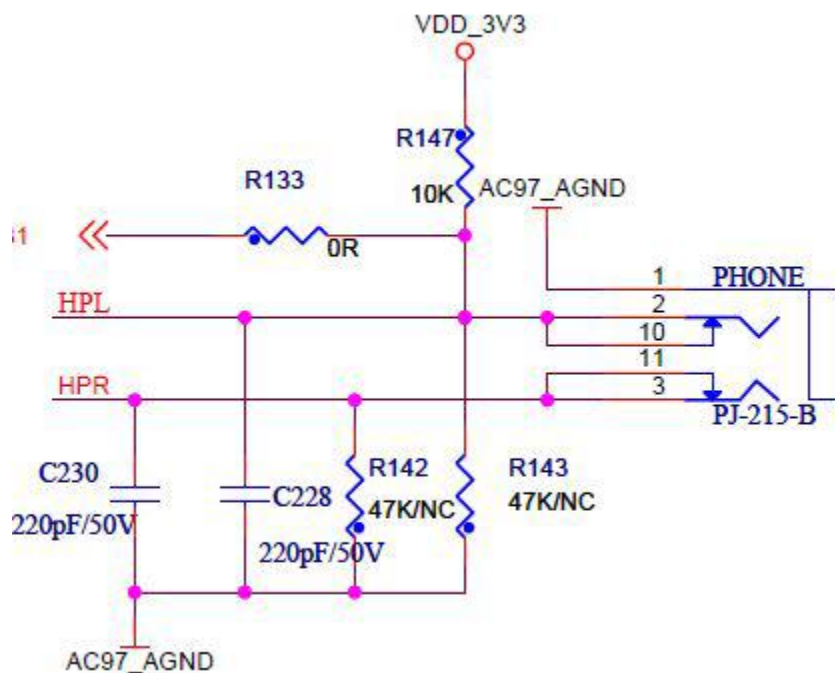 VDD_3V3
R147
10K
AC97_AGND
R133
0R
1
PHONE
HPL
2
10
11
HPR
3
PJ-215-B
C230
220pF/50V
C228
220pF/50V
R142
47K/NC
R143
47K/NC
AC97_AGND